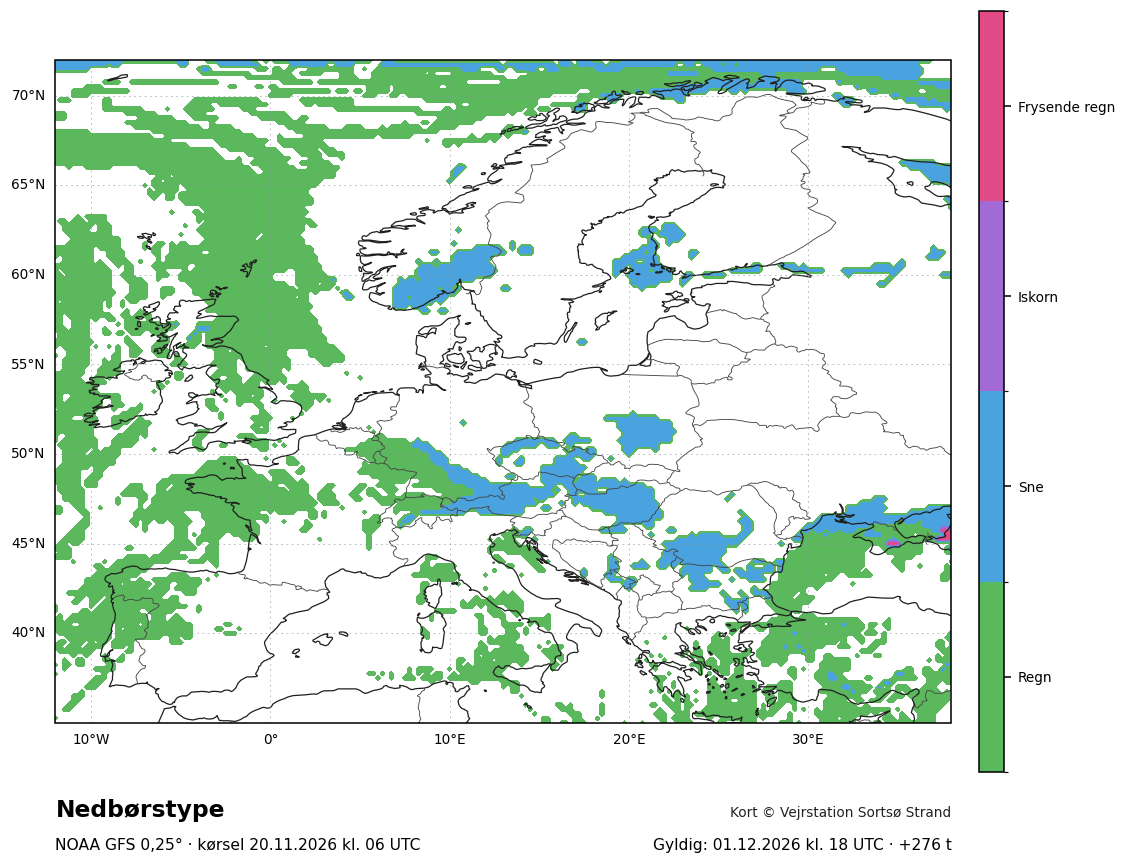 70°N
65°N
60°N
55°N
50°N
45°N
40°N
10°W
0°
10°E
20°E
30°E
Frysende regn
Iskorn
Sne
Regn
Nedbørstype
Kort © Vejrstation Sortsø Strand
NOAA GFS 0,25° · kørsel 20.11.2026 kl. 06 UTC
Gyldig: 01.12.2026 kl. 18 UTC · +276 t